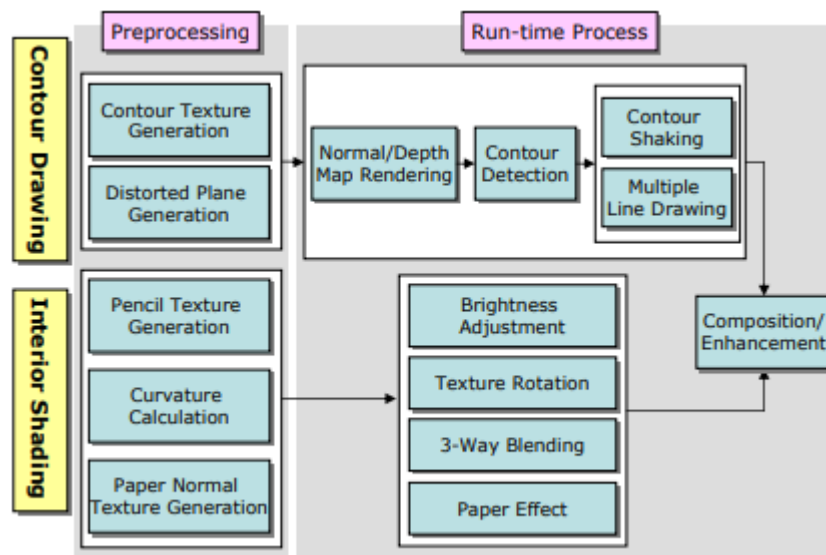 Preprocessing
Run-time Process
Contour Drawing
Contour Texture
Generation
Distorted Plane
Generation
Normal/Depth
Map Rendering
Contour
Detection
Contour
Shaking
Multiple
Line Drawing
Interior Shading
Pencil Texture
Generation
Curvature
Calculation
Paper Normal
Texture Generation
Brightness
Adjustment
Texture Rotation
3-Way Blending
Paper Effect
Composition/
Enhancement